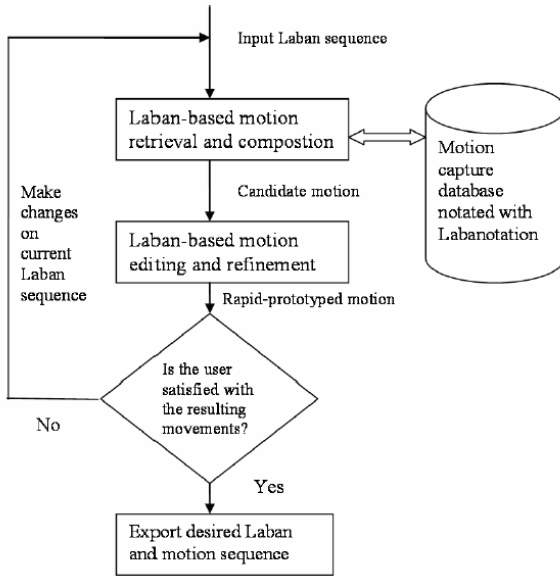 Input Laban sequence
Laban-based motion
retrieval and compostion
Motion
capture
database
notated with
Labanotation
Candidate motion
Make
changes
on
current
Laban
sequence
Laban-based motion
editing and refinement
Rapid-prototyped motion
Is the user
satisfied with
the resulting
movements?
No
Yes
Export desired Laban
and motion sequence